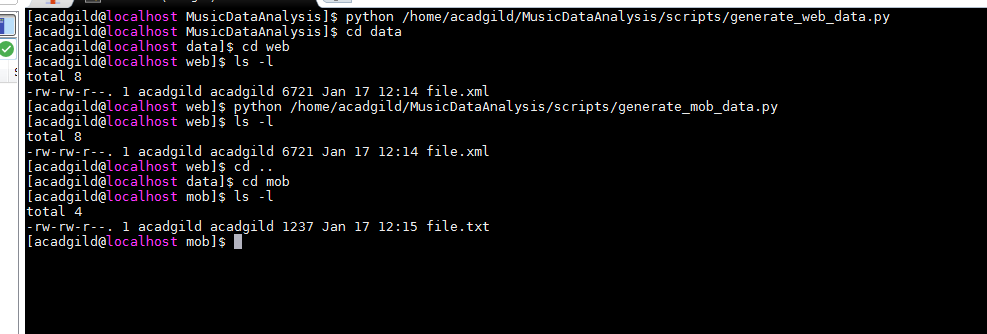 [acadgild@localhost MusicDataAnalysis]$ python /home/acadgild/MusicDataAnalysis/scripts/generate_web_data.py
[acadgild@localhost MusicDataAnalysis]$ cd data
[acadgild@localhost data]$ cd web
[acadgild@localhost web]$ ls -l
total 8
-rw-rw-r--. 1 acadgild acadgild 6721 Jan 17 12:14 file.xml
[acadgild@localhost web]$ python /home/acadgild/MusicDataAnalysis/scripts/generate_mob_data.py
[acadgild@localhost web]$ ls -l
total 8
-rw-rw-r--. 1 acadgild acadgild 6721 Jan 17 12:14 file.xml
[acadgild@localhost web]$ cd ..
[acadgild@localhost data]$ cd mob
[acadgild@localhost mob]$ ls -l
total 4
-rw-rw-r--. 1 acadgild acadgild 1237 Jan 17 12:15 file.txt
[acadgild@localhost mob]$